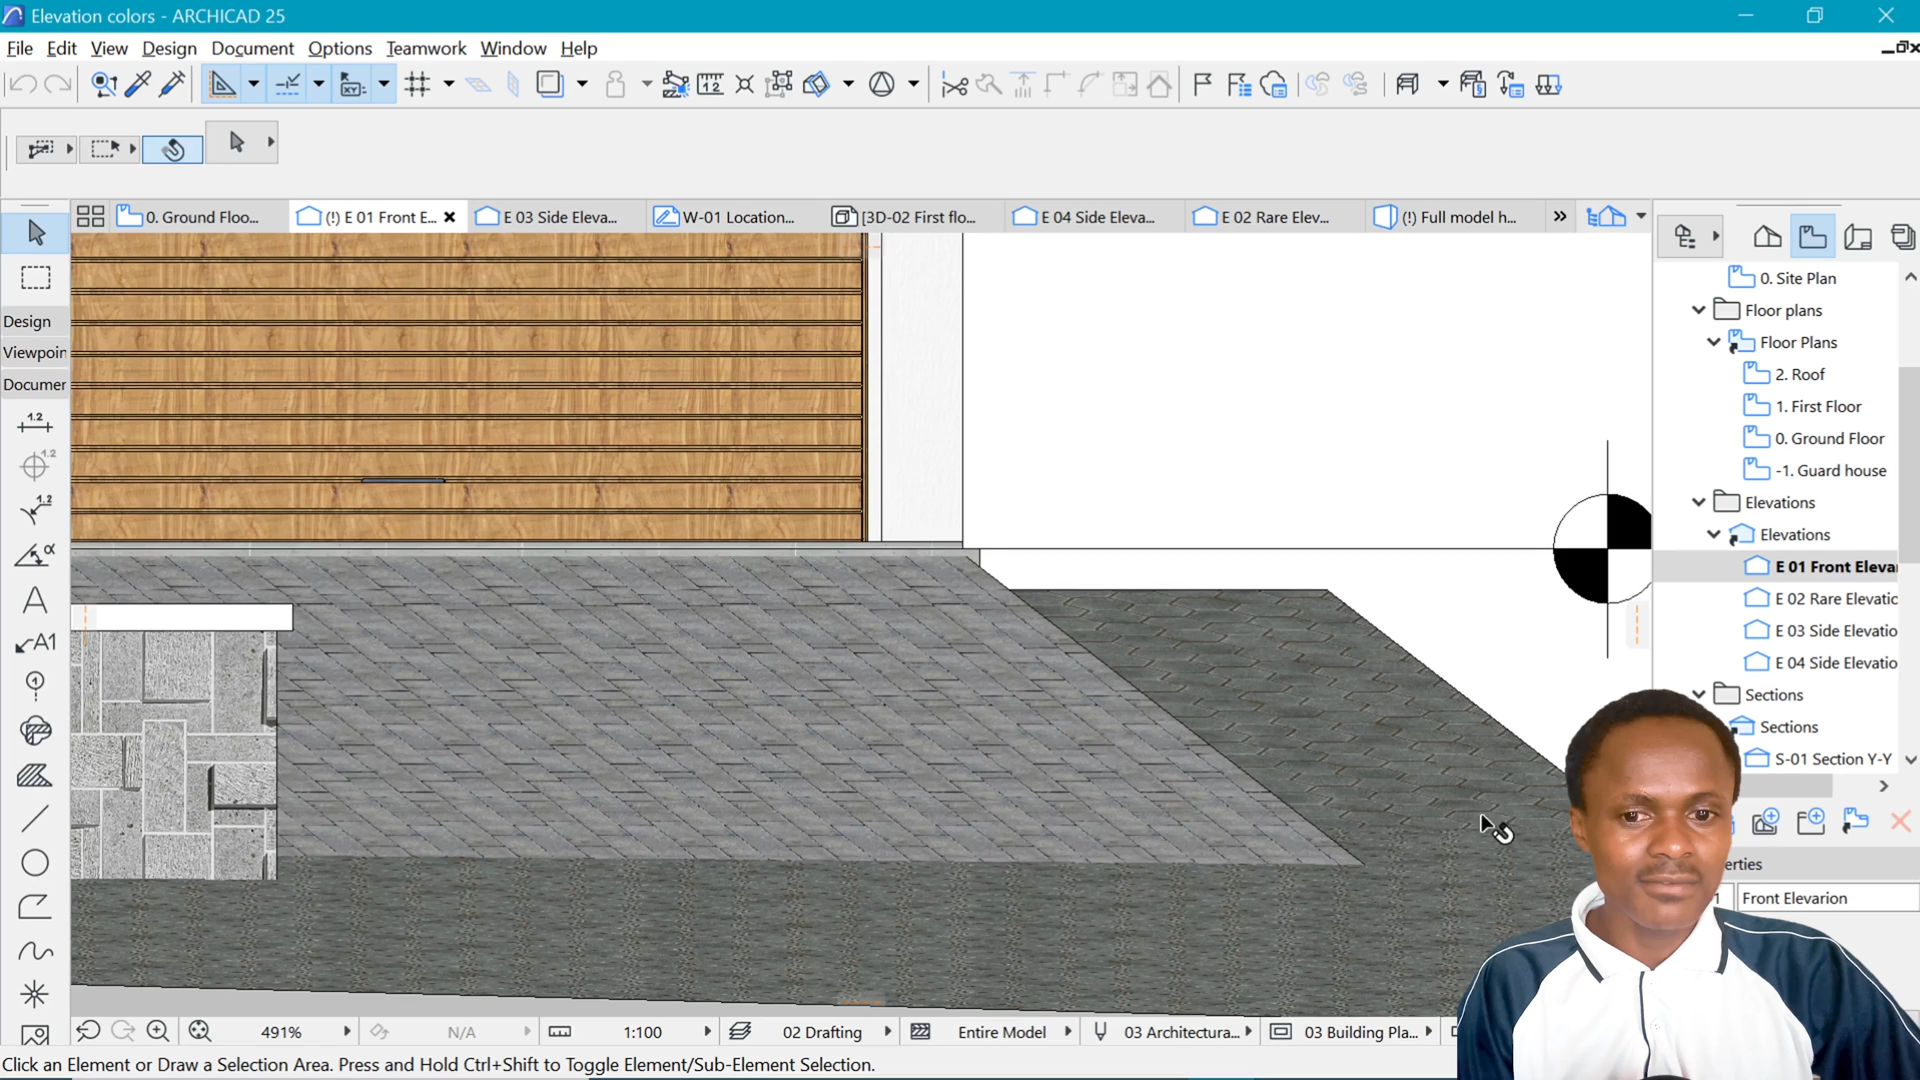 Elevation colors - ARCHICAD 25
File Edit View Design Document Options Teamwork Window Help
0. Ground Floo...
(!) E 01 Front E...
E 03 Side Eleva...
W-01 Location...
[3D-02 First flo...
E 04 Side Eleva...
E 02 Rare Elev...
(!) Full model h...
Design
Viewpoin
Documer
0. Site Plan
Floor plans
Floor Plans
2. Roof
1. First Floor
0. Ground Floor
-1. Guard house
Elevations
Elevations
E 01 Front Eleva
E 02 Rare Elevatic
E 03 Side Elevatio
E 04 Side Elevatio
Sections
Sections
S-01 Section Y-Y
erties
1 Front Elevarion
491% N/A 1:100 02 Drafting Entire Model 03 Architectura... 03 Building Pla...
Click an Element or Draw a Selection Area. Press and Hold Ctrl+Shift to Toggle Element/Sub-Element Selection.